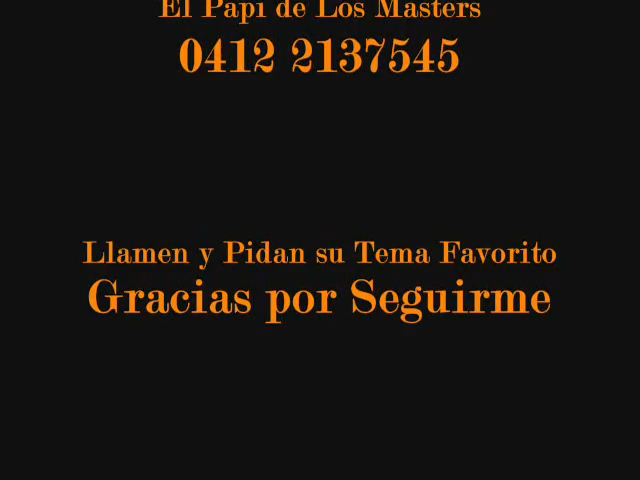 El Papi de Los Masters
0412 2137545
Llamen y Pidan su Tema Favorito
Gracias por Seguirme